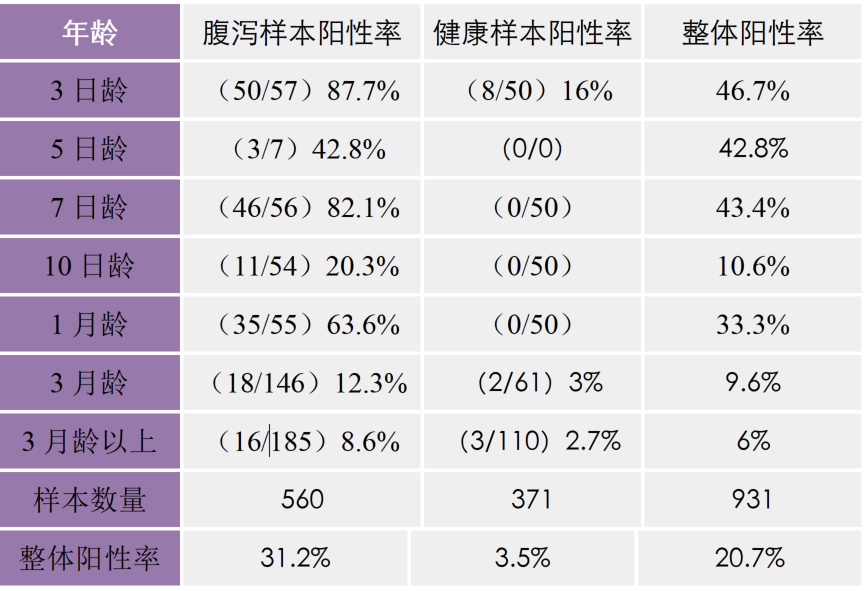 年龄 腹泻样本阳性率 健康样本阳性率 整体阳性率
3 日龄 （50/57）87.7% （8/50）16% 46.7%
5 日龄 （3/7）42.8% (0/0) 42.8%
7 日龄 （46/56）82.1% （0/50） 43.4%
10 日龄 （11/54）20.3% （0/50） 10.6%
1 月龄 （35/55）63.6% （0/50） 33.3%
3 月龄 （18/146）12.3% (2/61) 3% 9.6%
3 月龄以上 （16/185）8.6% (3/110) 2.7% 6%
样本数量 560 371 931
整体阳性率 31.2% 3.5% 20.7%